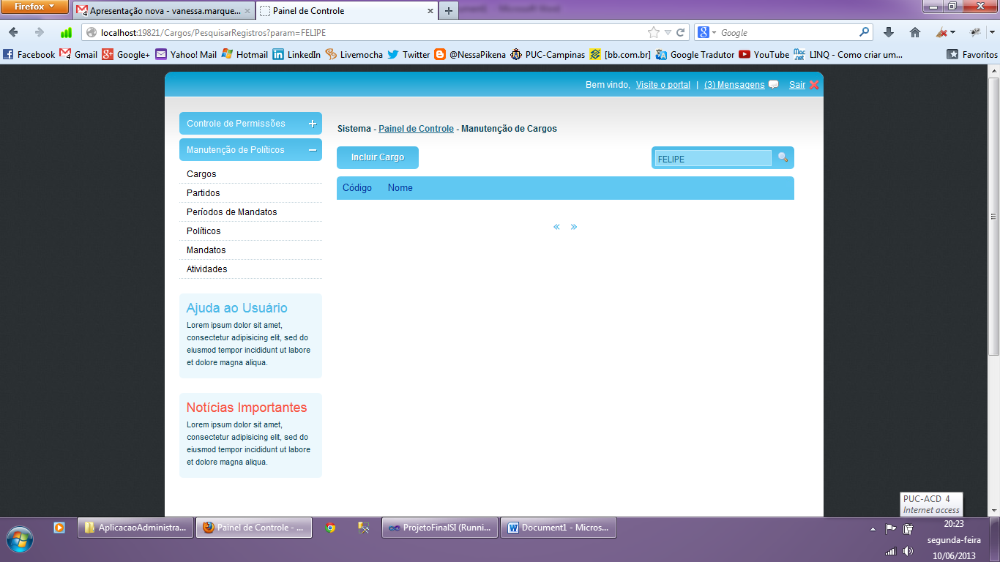 Firefox
Apresentação nova - vanessa.marque...
Painel de Controle
localhost:19821/Cargos/PesquisarRegistros?param=FELIPE
Google
Facebook Gmail Google+ Yahoo! Mail Hotmail LinkedIn Livemocha Twitter @NessaPikena PUC-Campinas [bb.com.br] Google Tradutor YouTube LINQ - Como criar um... Favoritos
Bem vindo, Visite o portal | (3) Mensagens Sair
Controle de Permissões
Manutenção de Políticos
Cargos
Partidos
Períodos de Mandatos
Políticos
Mandatos
Atividades
Ajuda ao Usuário
Lorem ipsum dolor sit amet,
consectetur adipisicing elit, sed do
eiusmod tempor incididunt ut labore
et dolore magna aliqua.
Notícias Importantes
Lorem ipsum dolor sit amet,
consectetur adipisicing elit, sed do
eiusmod tempor incididunt ut labore
et dolore magna aliqua.
Sistema - Painel de Controle - Manutenção de Cargos
Incluir Cargo
FELIPE
Código Nome
« »
PUC-ACD 4
Internet access
AplicacaoAdministra...
Painel de Controle - ...
ProjetoFinalSI (Runni...
Document1 - Micros...
20:23
segunda-feira
10/06/2013